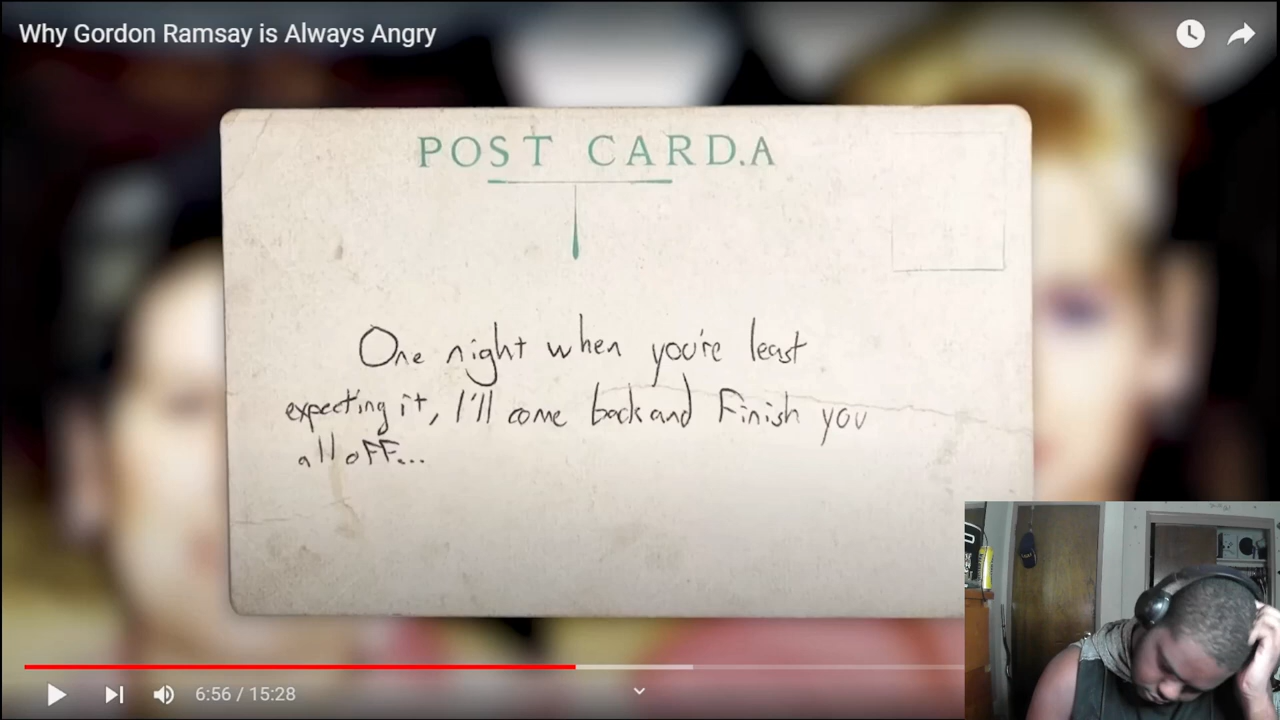 Why Gordon Ramsay is Always Angry
POST CARD.A
One night when you're least
expecting it, I'll come back and Finish you
all off...
6:56 / 15:28